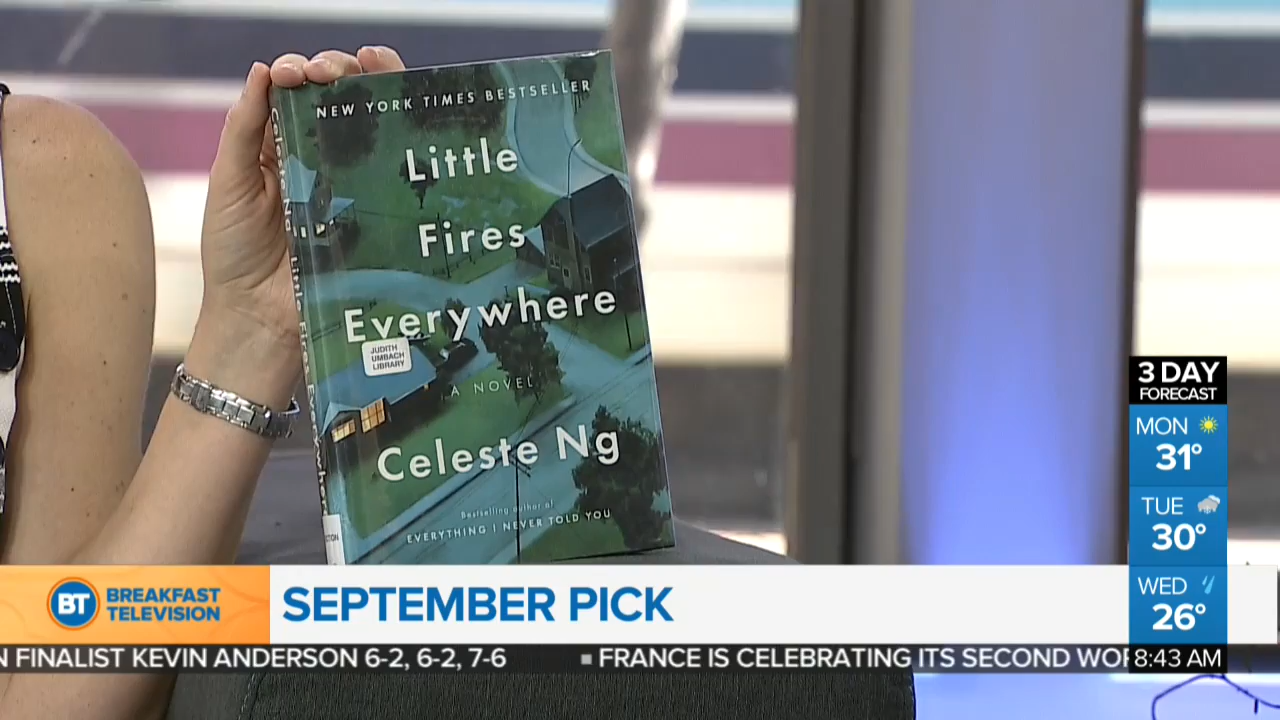 NEW YORK TIMES BESTSELLER
Little
Fires
Everywhere
JUDITH
UMBACH
LIBRARY
A NOVEL
Celeste Ng
Bestselling author of
EVERYTHING I NEVER TOLD YOU
Celeste Ng Little Fires Everywhere
3 DAY
FORECAST
MON
31°
TUE
30°
WED
26°
BT BREAKFAST
TELEVISION
SEPTEMBER PICK
N FINALIST KEVIN ANDERSON 6-2, 6-2, 7-6 ■ FRANCE IS CELEBRATING ITS SECOND WOR
8:43 AM